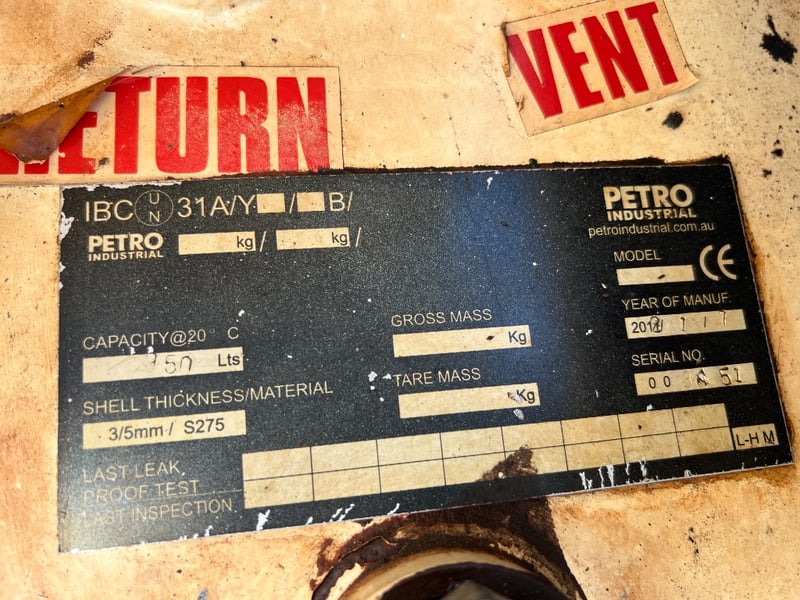 RETURN
VENT
IBC UN 31A/Y / B/
PETRO INDUSTRIAL kg / kg /
PETRO
INDUSTRIAL
petroindustrial.com.au
MODEL
CE
CAPACITY@20° C
50 Lts
GROSS MASS
Kg
YEAR OF MANUF.
SHELL THICKNESS/MATERIAL
3/5mm / S275
TARE MASS
Kg
SERIAL NO.
LAST LEAK
PROOF TEST
LAST INSPECTION
L-H M